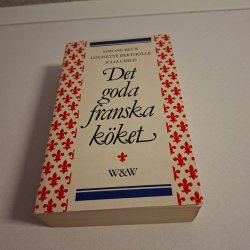 SIMONE BECK
LOUISETTE BERTHOLLE
JULIA CHILD
Det
goda
franska
köket
W&W